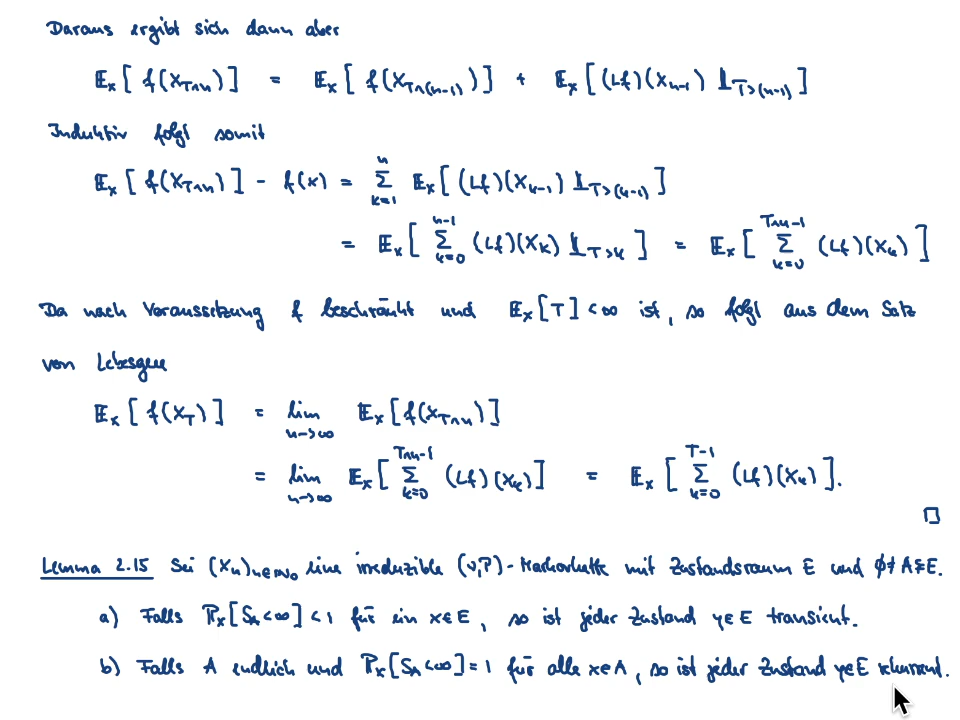 Daraus ergibt sich dann aber
𝔼ₓ[ f(X_{T∧n}) ] = 𝔼ₓ[ f(X_{T∧(n-1)}) ] + 𝔼ₓ[ (Lf)(X_{n-1}) 𝟙_{T>(n-1)} ]
Induktiv folgt somit
𝔼ₓ[ f(X_{T∧n}) ] - f(x) = ∑_{k=1}^{n} 𝔼ₓ[ (Lf)(X_{k-1}) 𝟙_{T>(k-1)} ]
= 𝔼ₓ[ ∑_{k=0}^{n-1} (Lf)(X_k) 𝟙_{T>k} ] = 𝔼ₓ[ ∑_{k=0}^{T∧n-1} (Lf)(X_k) ]
Da nach Voraussetzung f beschränkt und 𝔼ₓ[T] < ∞ ist, so folgt aus dem Satz
von Lebesgue
𝔼ₓ[ f(X_T) ] = lim_{n→∞} 𝔼ₓ[ f(X_{T∧n}) ]
= lim_{n→∞} 𝔼ₓ[ ∑_{k=0}^{T∧n-1} (Lf)(X_k) ] = 𝔼ₓ[ ∑_{k=0}^{T-1} (Lf)(X_k) ].
□
Lemma 2.15 Sei (X_n)_{n∈ℕ₀} eine irreduzible (ν,P)-Markovkette mit Zustandsraum E und ∅≠A⊊E.
a) Falls ℙₓ[S_A<∞] < 1 für ein x∈E, so ist jeder Zustand y∈E transient.
b) Falls A endlich und ℙₓ[S_A<∞] = 1 für alle x∈A, so ist jeder Zustand y∈E rekurrent.